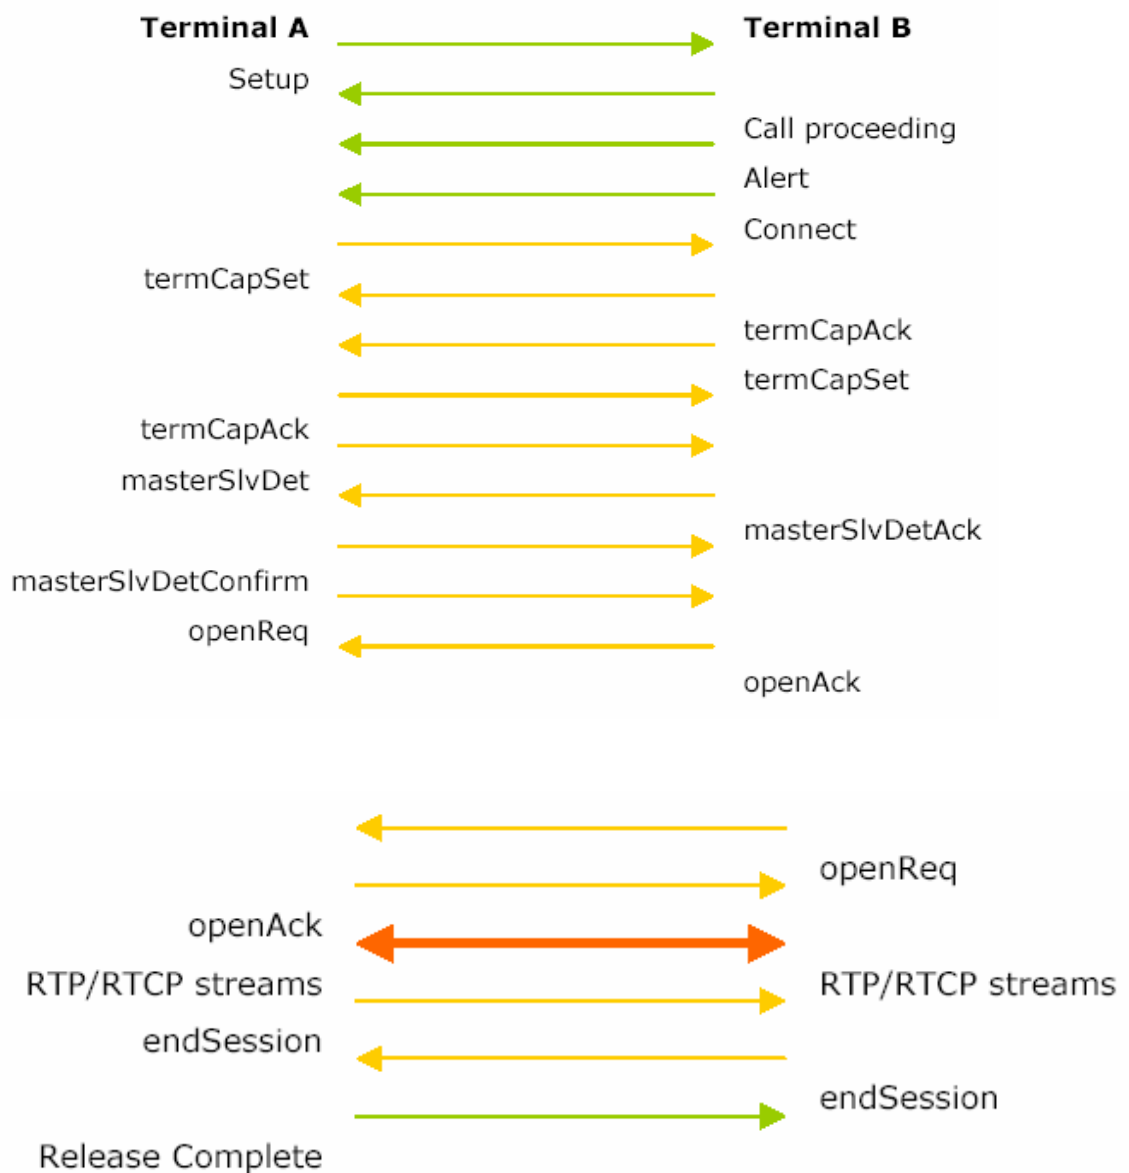 Terminal A
Terminal B
Setup
Call proceeding
Alert
Connect
termCapSet
termCapAck
termCapSet
termCapAck
masterSlvDet
masterSlvDetAck
masterSlvDetConfirm
openReq
openAck
openReq
openAck
RTP/RTCP streams
RTP/RTCP streams
endSession
endSession
Release Complete